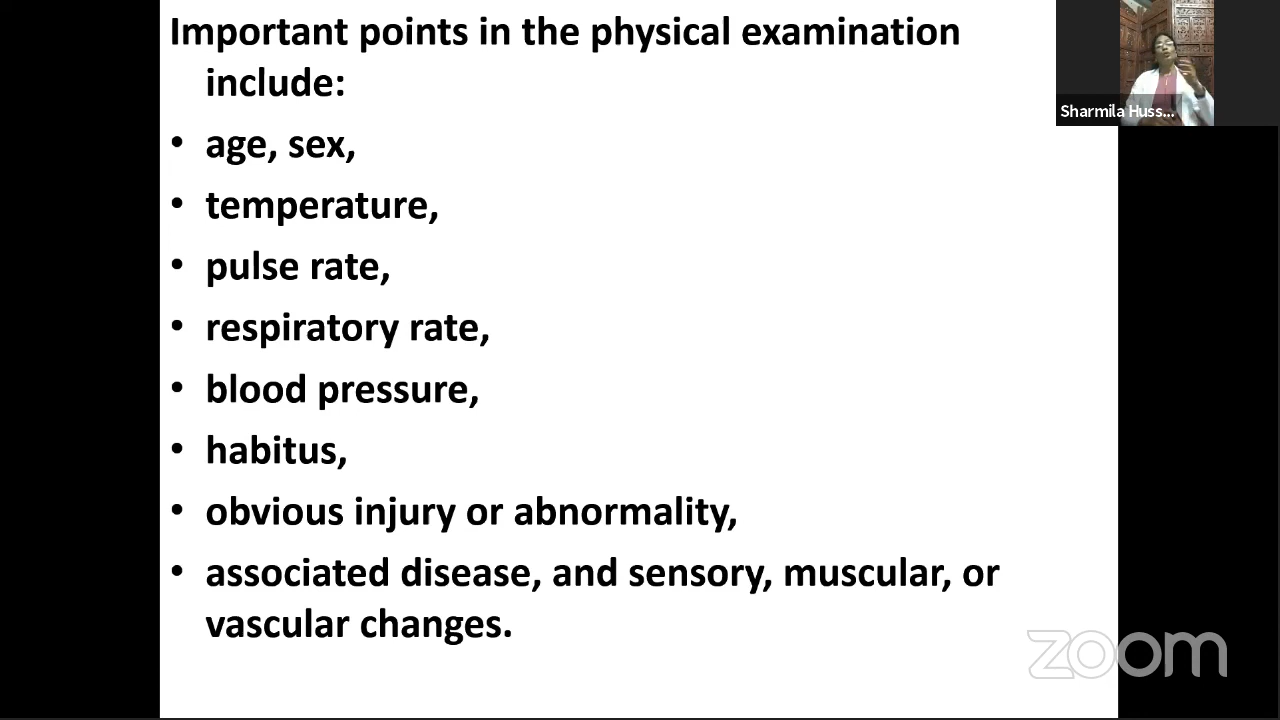 Important points in the physical examination
include:
• age, sex,
• temperature,
• pulse rate,
• respiratory rate,
• blood pressure,
• habitus,
• obvious injury or abnormality,
• associated disease, and sensory, muscular, or
vascular changes.
Sharmila Huss...
zoom